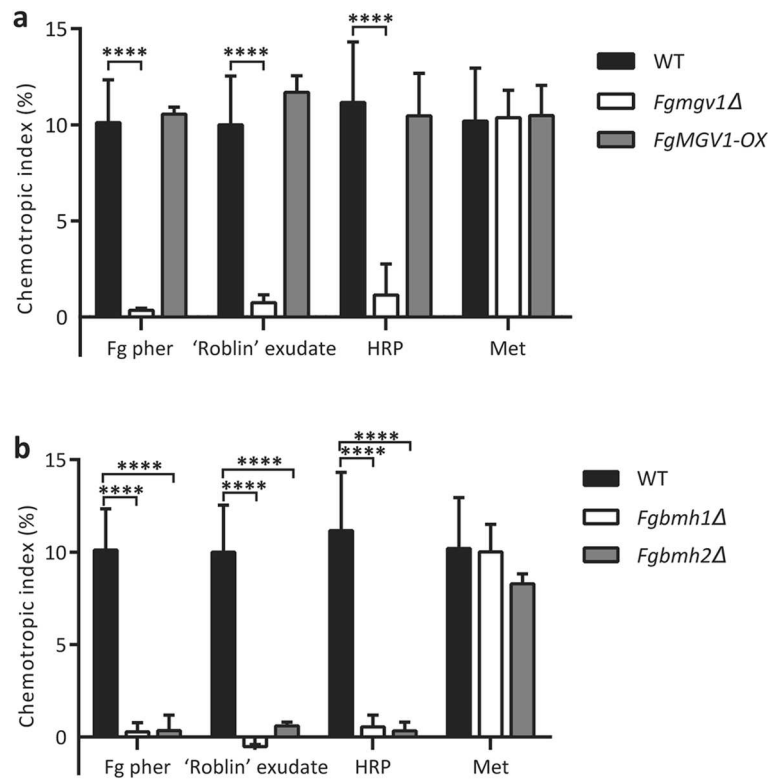 a
Chemotropic index (%)
15
10
5
0
****
****
****
Fg pher
‘Roblin’ exudate
HRP
Met
WT
Fgmgv1Δ
FgMGV1-OX
b
Chemotropic index (%)
15
10
5
0
****
****
****
****
****
****
Fg pher
‘Roblin’ exudate
HRP
Met
WT
Fgbmh1Δ
Fgbmh2Δ